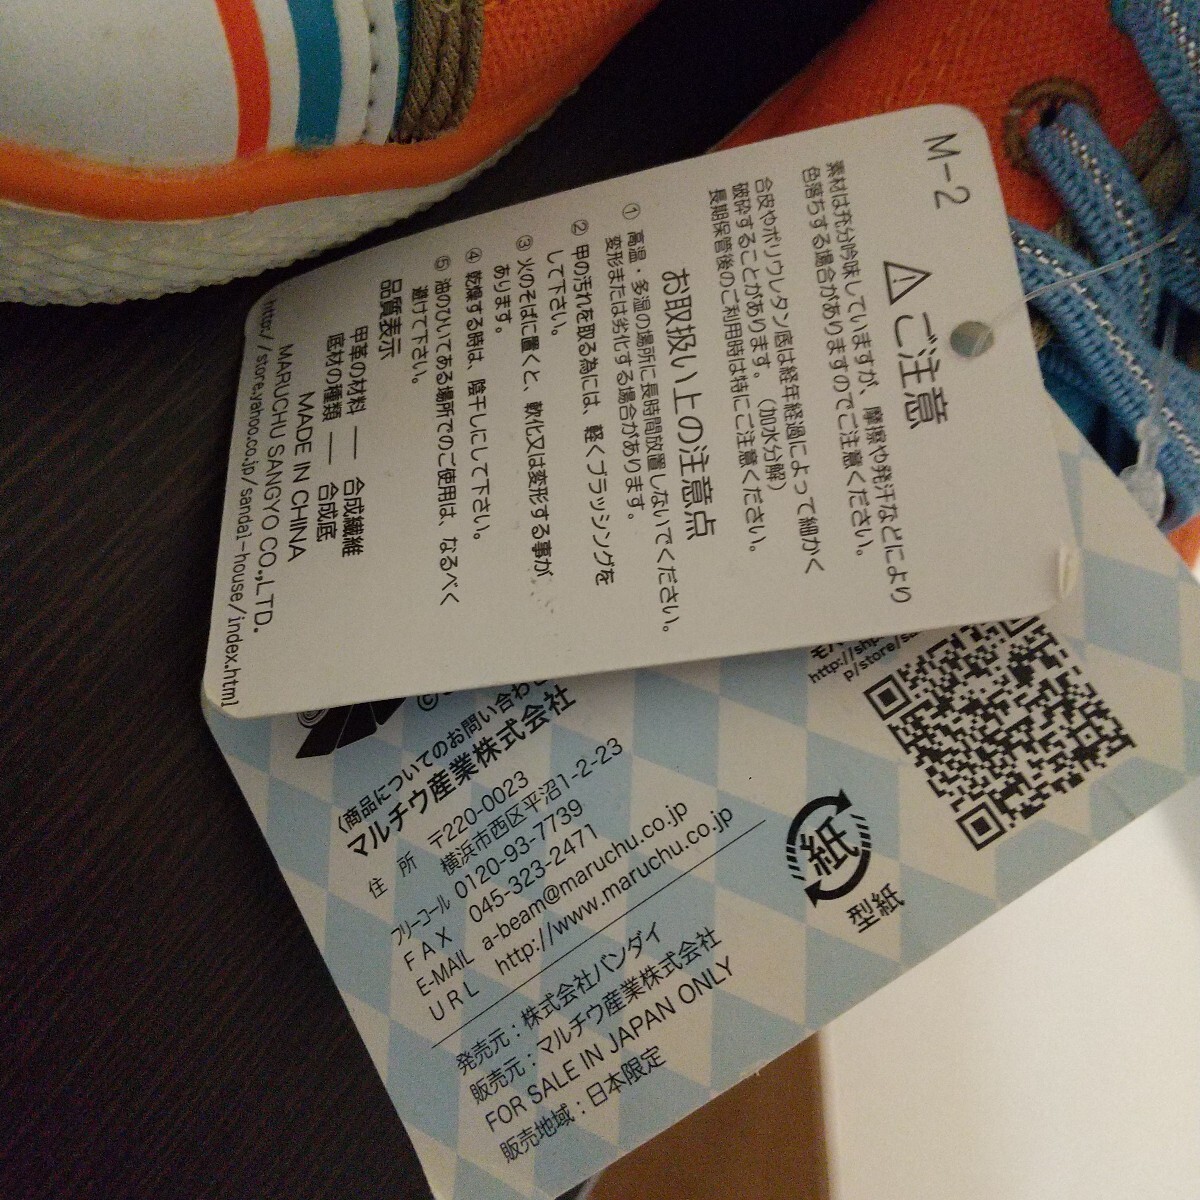 M-2
⚠ご注意
素材は充分吟味していますが、摩擦や発汗などにより
色落ちする場合がありますのでご注意ください。
合皮やポリウレタン底は経年経過によって細かく
破砕することがあります。(加水分解)
長期保管後のご利用時は特にご注意ください。
お取扱い上の注意点
① 高温・多湿の場所に長時間放置しないでください。
変形または劣化する場合があります。
② 甲の汚れを取る為には、軽くブラッシングを
して下さい。
③ 火のそばに置くと、軟化又は変形する事が
あります。
④ 乾燥する時は、陰干しにして下さい。
⑤ 油のひいてある場所でのご使用は、なるべく
避けて下さい。
品質表示
甲革の材料 ― 合成繊維
底材の種類 ― 合成底
MADE IN CHINA
MARUCHU SANGYO CO.,LTD.
http://store.yahoo.co.jp/sandal-house/index.html
http://shp
p/store/sa
(商品についてのお問い合わ
マルチウ産業株式会社
住所 〒220-0023
横浜市西区平沼1-2-23
フリーコール 0120-93-7739
FAX 045-323-2471
E-MAIL a-beam@maruchu.co.jp
URL http://www.maruchu.co.jp
発売元：株式会社バンダイ
販売元：マルチウ産業株式会社
FOR SALE IN JAPAN ONLY
販売地域：日本限定
紙
型紙